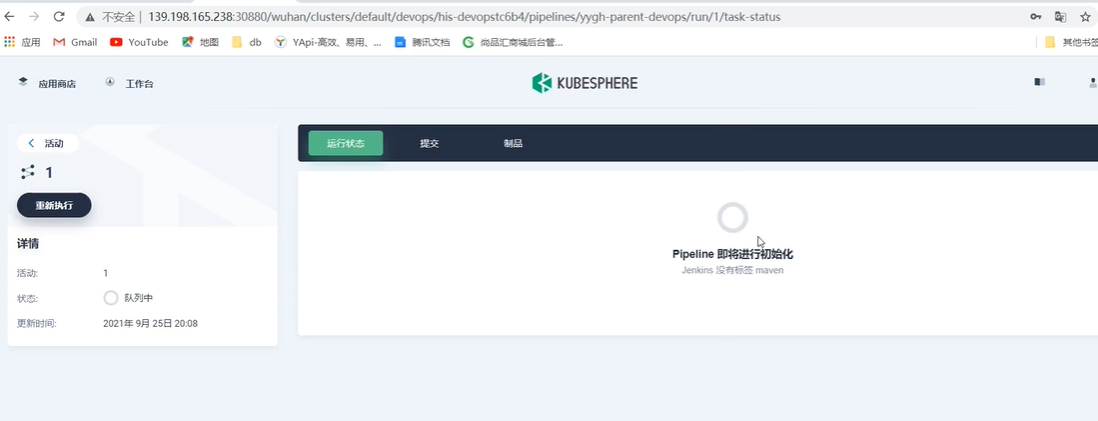 不安全 | 139.198.165.238:30880/wuhan/clusters/default/devops/his-devopstc6b4/pipelines/yygh-parent-devops/run/1/task-status
应用 Gmail YouTube 地图 db YApi-高效、易用、... 腾讯文档 尚品汇商城后台管... 其他书签
应用商店 工作台 KUBESPHERE
活动
1
重新执行
详情
活动: 1
状态: 队列中
更新时间: 2021年 9月 25日 20:08
运行状态 提交 制品
Pipeline 即将进行初始化
Jenkins 没有标签 maven